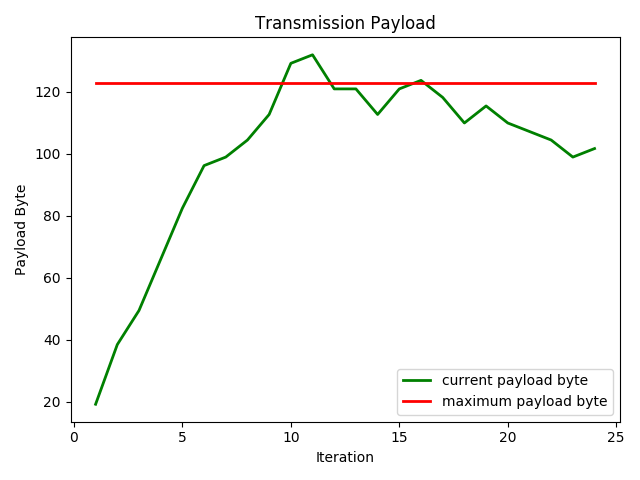 Transmission Payload
Payload Byte
120
100
80
60
40
20
0
5
10
15
20
25
Iteration
current payload byte
maximum payload byte